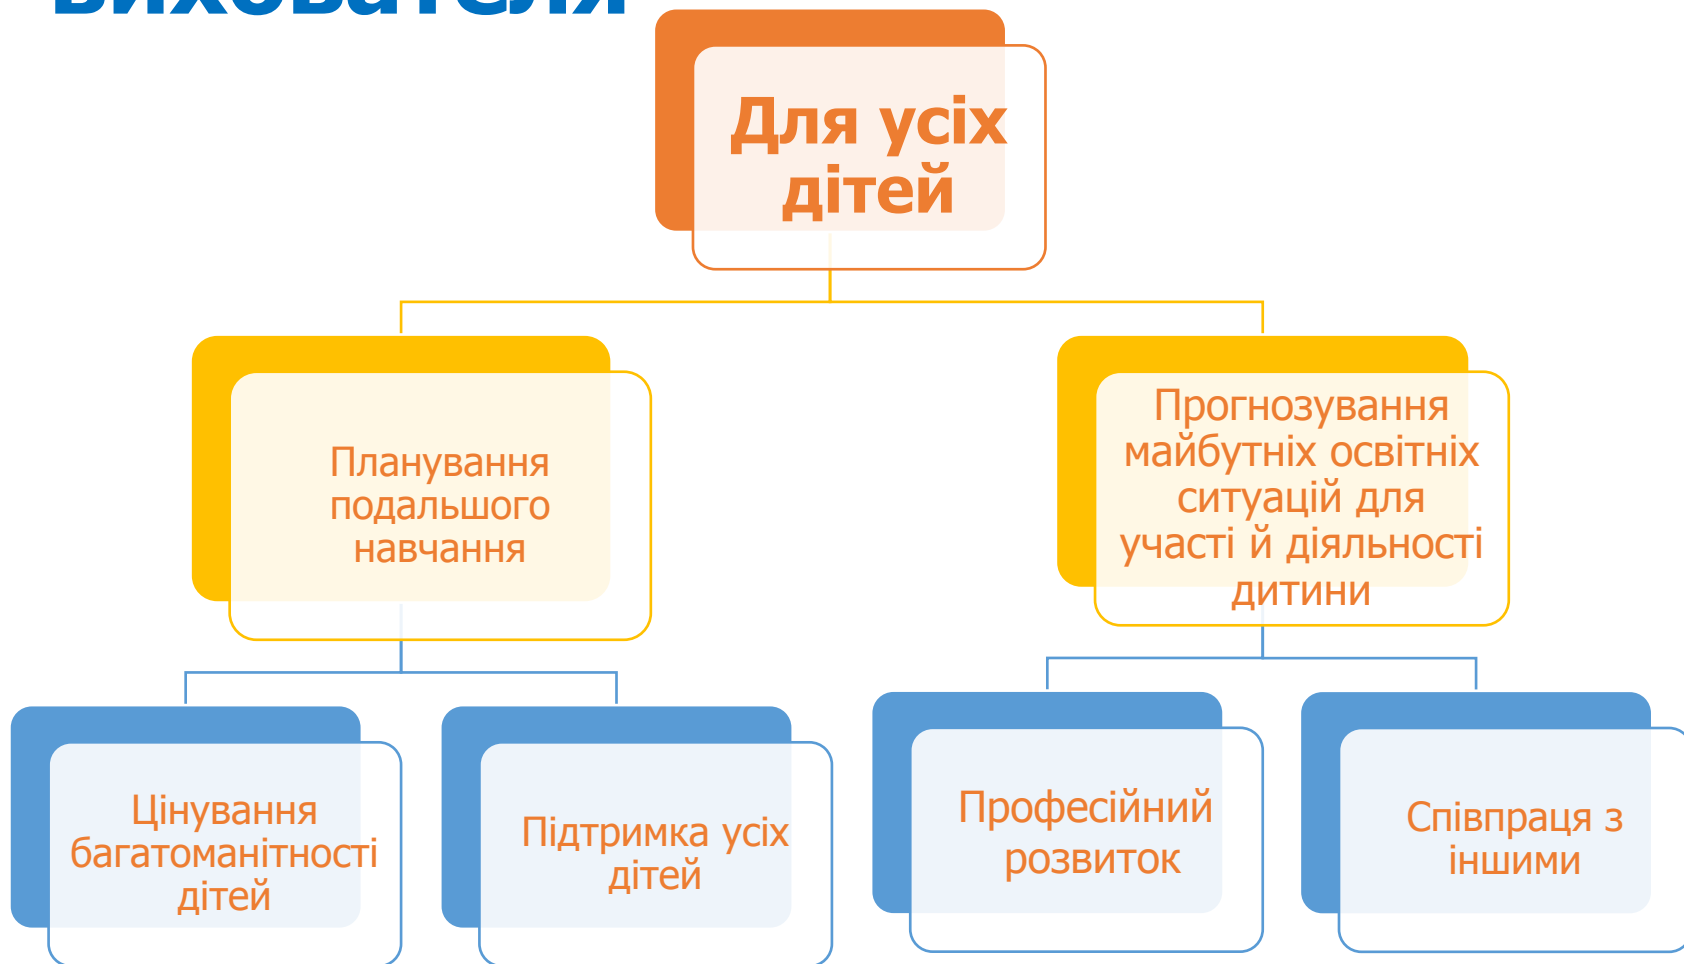 вихователя
Для усіх
дітей
Планування
подальшого
навчання
Прогнозування
майбутніх освітніх
ситуацій для
участі й діяльності
дитини
Цінування
багатоманітності
дітей
Підтримка усіх
дітей
Професійний
розвиток
Співпраця з
іншими